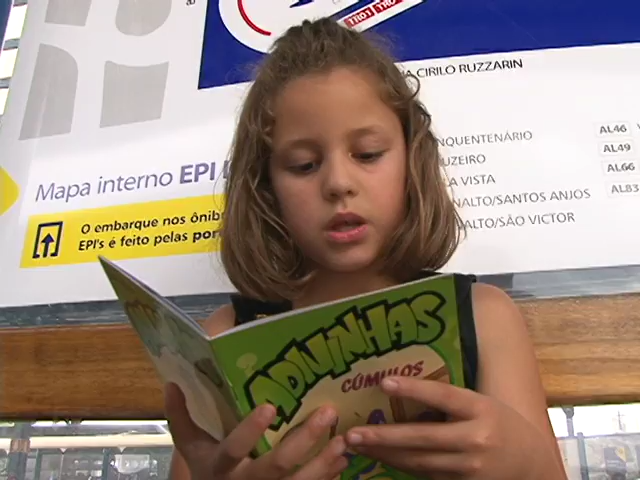 A CIRILO RUZZARIN
NQUENTENÁRIO
UZEIRO
A VISTA
NALTO/SANTOS ANJOS
NALTO/SÃO VICTOR
AL46
AL49
AL66
AL83
Mapa interno EPI
O embarque nos ônib
EPI's é feito pelas por
ADIVINHAS
CÚMULOS